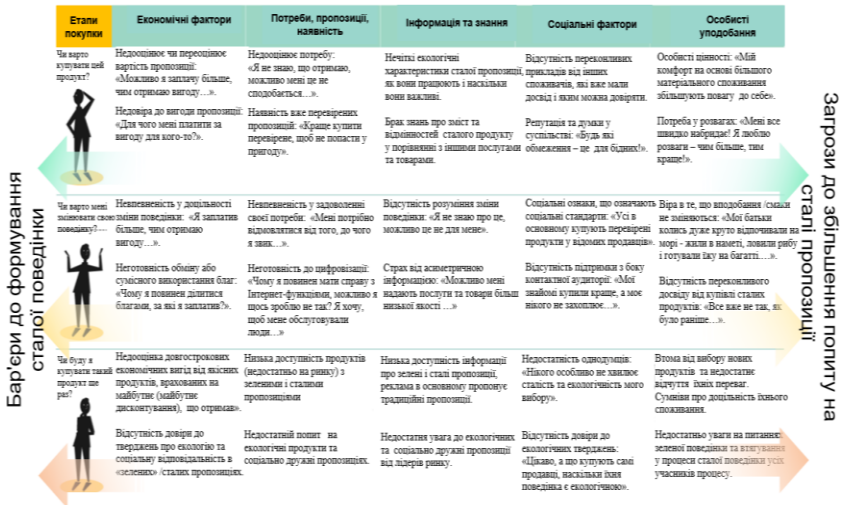 Етапи
покупки
Економічні фактори
Потреби, пропозиції,
наявність
Інформація та знання
Соціальні фактори
Особисті
уподобання
Бар'єри до формування
сталої поведінки
Чи варто
купувати цей
продукт?
Недооцінює чи переоцінює
вартість пропозиції:
«Можливо я заплачу більше,
чим отримаю вигоду…».
Недовіра до вигоди пропозиції:
«Для чого мені платити за
вигоду для кого-то?».
Недооцінює потребу:
«Я не знаю, що отримаю,
можливо мені це не
сподобається…».
Наявність вже перевірених
пропозицій: «Краще купити
перевірене, щоб не попасти у
пригоду».
Нечіткі екологічні
характеристики сталої пропозиції,
як вони працюють і наскільки
вони важливі.
Брак знань про зміст та
відмінностей сталого продукту
у порівнянні з іншими послугами
та товарами.
Відсутність переконливих
прикладів від інших
споживачів, які вже мали
досвід і яким можна довіряти.
Репутація та думки у
суспільстві: «Будь які
обмеження – це для бідних!».
Особисті цінності: «Мій
комфорт на основі більшого
матеріального споживання
збільшують повагу до себе».
Потреба у розвагах: «Мені все
швидко набридає! Я люблю
розваги – чим більше, тим
краще!».
Чи варто мені
змінювати свою
поведінку?....
Невпевненість у доцільності
зміни поведінки: «Я заплатив
більше, чим отримаю
вигоду…».
Неготовність обміну або
сумісного використання благ:
«Чому я повинен ділитися
благами, за які я заплатив?».
Невпевненість у задоволенні
своєї потреби: «Мені потрібно
відмовлятися від того, до чого
я звик…».
Неготовність до цифровізації:
«Чому я повинен мати справу з
Інтернет-функціями, можливо я
щось зроблю не так? Я хочу,
щоб мене обслуговували
люди…»
Відсутність розуміння зміни
поведінки: «Я не знаю про це,
можливо це не для мене».
Страх від асиметричною
інформацією: «Можливо мені
надають послуги та товари більш
низької якості …»
Соціальні ознаки, що означають
соціальні стандарти: «Усі в
основному купують перевірені
продукти у відомих продавців».
Відсутність підтримки з боку
контактної аудиторії: «Мої
знайомі купили краще, а моє
нікого не захоплює…».
Віра в те, що вподобання /смаки
не зміняються: «Мої батьки
колись дуже круто відпочивали на
морі - жили в наметі, ловили рибу
і готували їжу на багатті…».
Відсутність переконливого
досвіду від купівлі сталих
продуктів: «Все вже не так, як
було раніше…».
Чи буду я
купувати такий
продукт ще
раз?
Недооцінка довгострокових
економічних вигід від якісних
продуктів, врахованих на
майбутнє (майбутнє
дисконтування), що отримав».
Відсутність довіри до
тверджень про екологію та
соціальну відповідальність в
«зелених» /сталих пропозиціях.
Низька доступність продуктів
(недостатньо на ринку) з
зеленими і сталими
пропозиціями
Недостатній попит на
екологічні продукти та
соціально дружні пропозиціях.
Низька доступність інформації
про зелені і сталі пропозиції,
реклама в основному пропонує
традиційні пропозиції.
Недостатня увага до екологічних
та соціально дружні пропозиції
від лідерів ринку.
Недостатність однодумців:
«Нікого особливо не хвилює
сталість та екологічність мого
вибору».
Відсутність довіри до
екологічних тверджень:
«Цікаво, а що купують самі
продавці, наскільки їхня
поведінка є екологічною».
Втома від вибору нових
продуктів та недостатнє
відчуття їхніх переваг.
Сумніви про доцільність їхнього
споживання.
Недостатньо уваги на питанню
зеленої поведінки та втягування
у процеси сталої поведінки усіх
учасників процесу.
Загрози до збільшення попиту на
сталі пропозиції